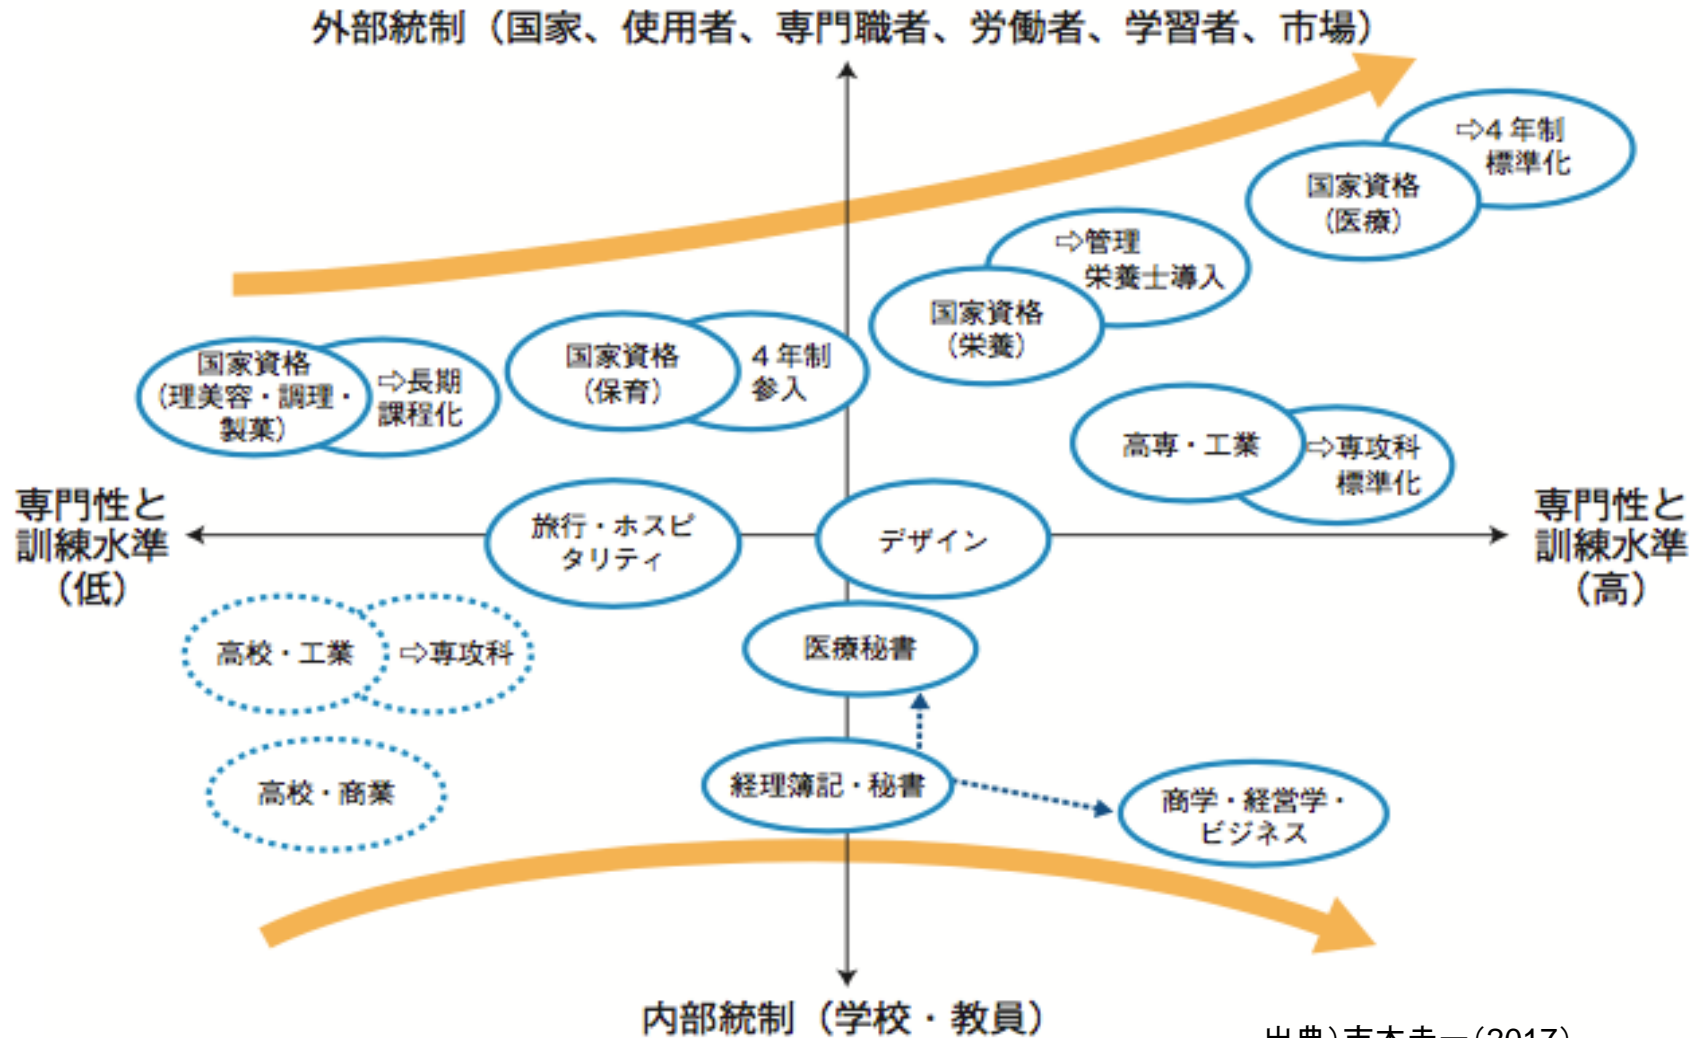 外部統制（国家、使用者、専門職者、労働者、学習者、市場）
⇨4 年制
標準化
国家資格
（医療）
⇨管理
栄養士導入
国家資格
（栄養）
国家資格
（理美容・調理・
製菓）
⇨長期
課程化
国家資格
（保育）
4 年制
参入
高専・工業
⇨専攻科
標準化
専門性と
訓練水準
（低）
旅行・ホスピ
タリティ
デザイン
専門性と
訓練水準
（高）
高校・工業
⇨専攻科
医療秘書
高校・商業
経理簿記・秘書
商学・経営学・
ビジネス
内部統制（学校・教員）
出典）吉本圭一（2017）